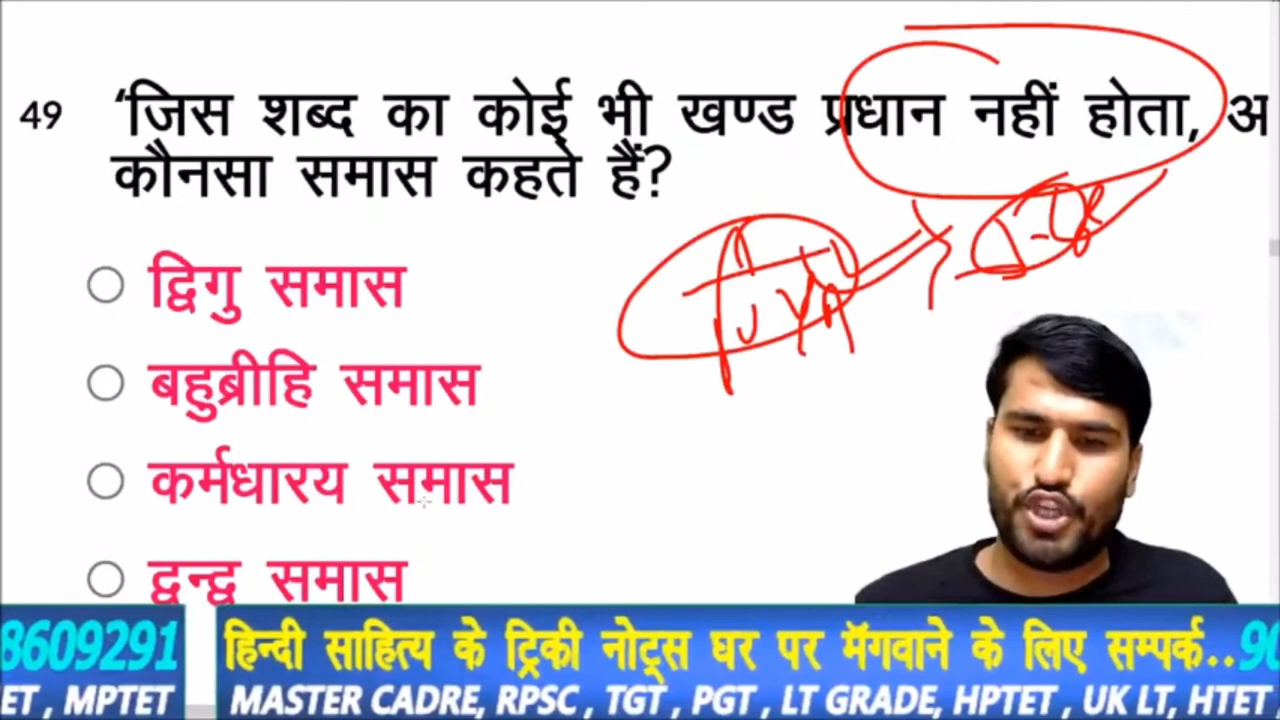 49 'जिस शब्द का कोई भी खण्ड प्रधान नहीं होता, अ
कौनसा समास कहते हैं?
द्विगु समास
बहुब्रीहि समास
कर्मधारय समास
द्वन्द्व समास
8609291 हिन्दी साहित्य के ट्रिकी नोट्स घर पर मॅगवाने के लिए सम्पर्क..90
ET , MPTET MASTER CADRE, RPSC , TGT , PGT , LT GRADE, HPTET , UK LT, HTET